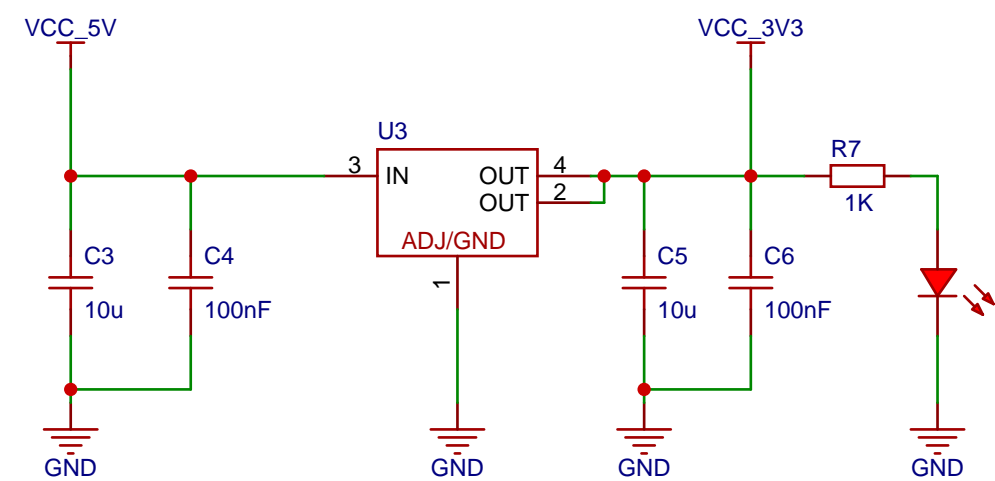 VCC_5V
VCC_3V3
U3
R7
3
IN
OUT
4
OUT
2
1K
ADJ/GND
C3
C4
1
C5
C6
10u
100nF
10u
100nF
GND
GND
GND
GND